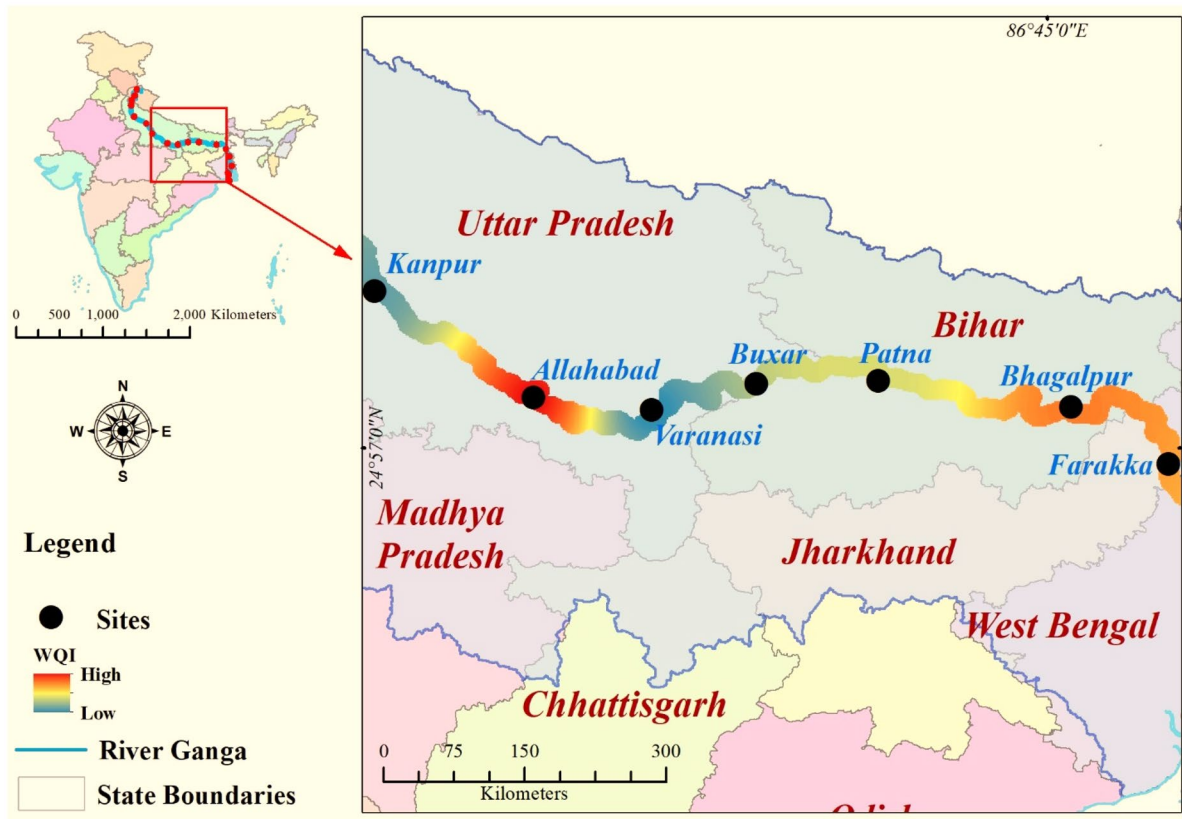 86°45'0"E
Uttar Pradesh
Kanpur
0 500 1,000 2,000 Kilometers
Bihar
Buxar
Patna
Allahabad
Bhagalpur
N
W E
S
Varanasi
24°57'0"N
Farakka
Madhya
Pradesh
Jharkhand
Legend
Sites
WQI
High
Low
West Bengal
Chhattisgarh
River Ganga
0 75 150 300
Kilometers
State Boundaries